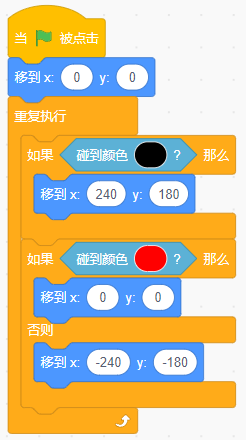 当 被点击
移到 x: 0 y: 0
重复执行
如果 碰到颜色 ? 那么
移到 x: 240 y: 180
如果 碰到颜色 ? 那么
移到 x: 0 y: 0
否则
移到 x: -240 y: -180